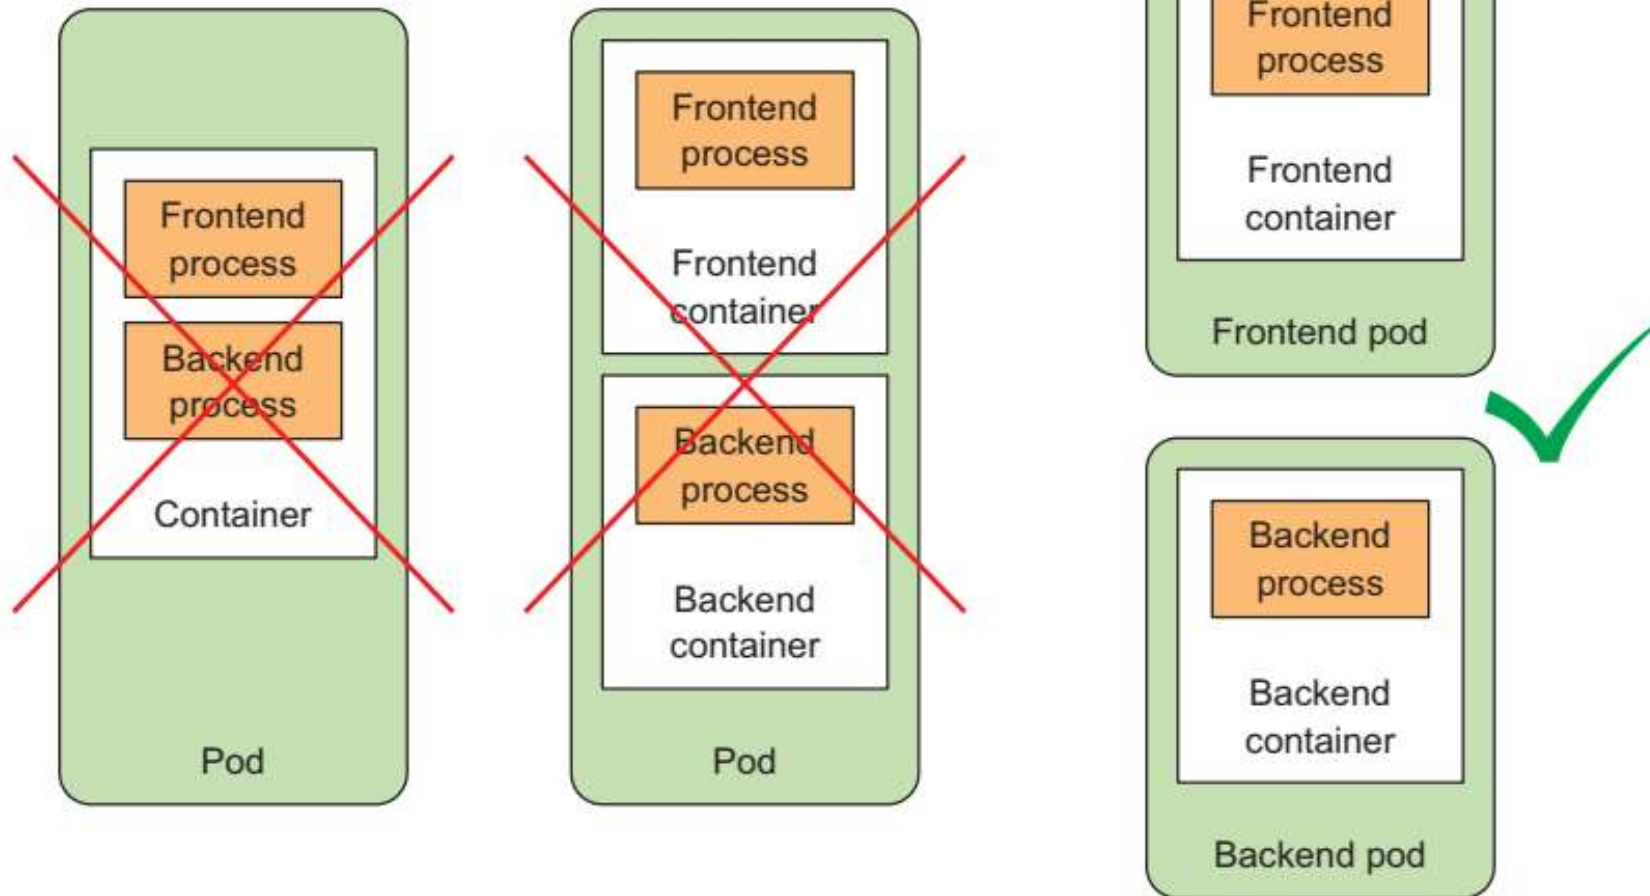 Frontend
process
Backend
process
Container
Pod
Frontend
process
Frontend
container
Backend
process
Backend
container
Pod
Frontend
process
Frontend
container
Frontend pod
Backend
process
Backend
container
Backend pod